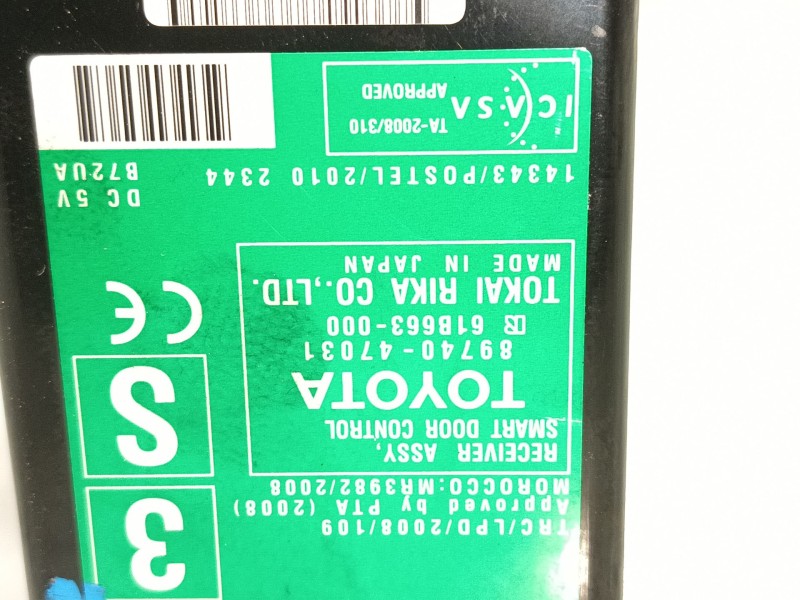 TRC/LPD/2008/109
Approved by PTA (2008)
MOROCCO:MR3982/2008
3
RECEIVER ASSY,
SMART DOOR CONTROL
TOYOTA
89740-47031
61B663-000
TOKAI RIKA CO.,LTD.
MADE IN JAPAN
S
CE
14343/POSTEL/2010 2344
DC 5V
B72UA
ICASA
TA-2008/310
APPROVED